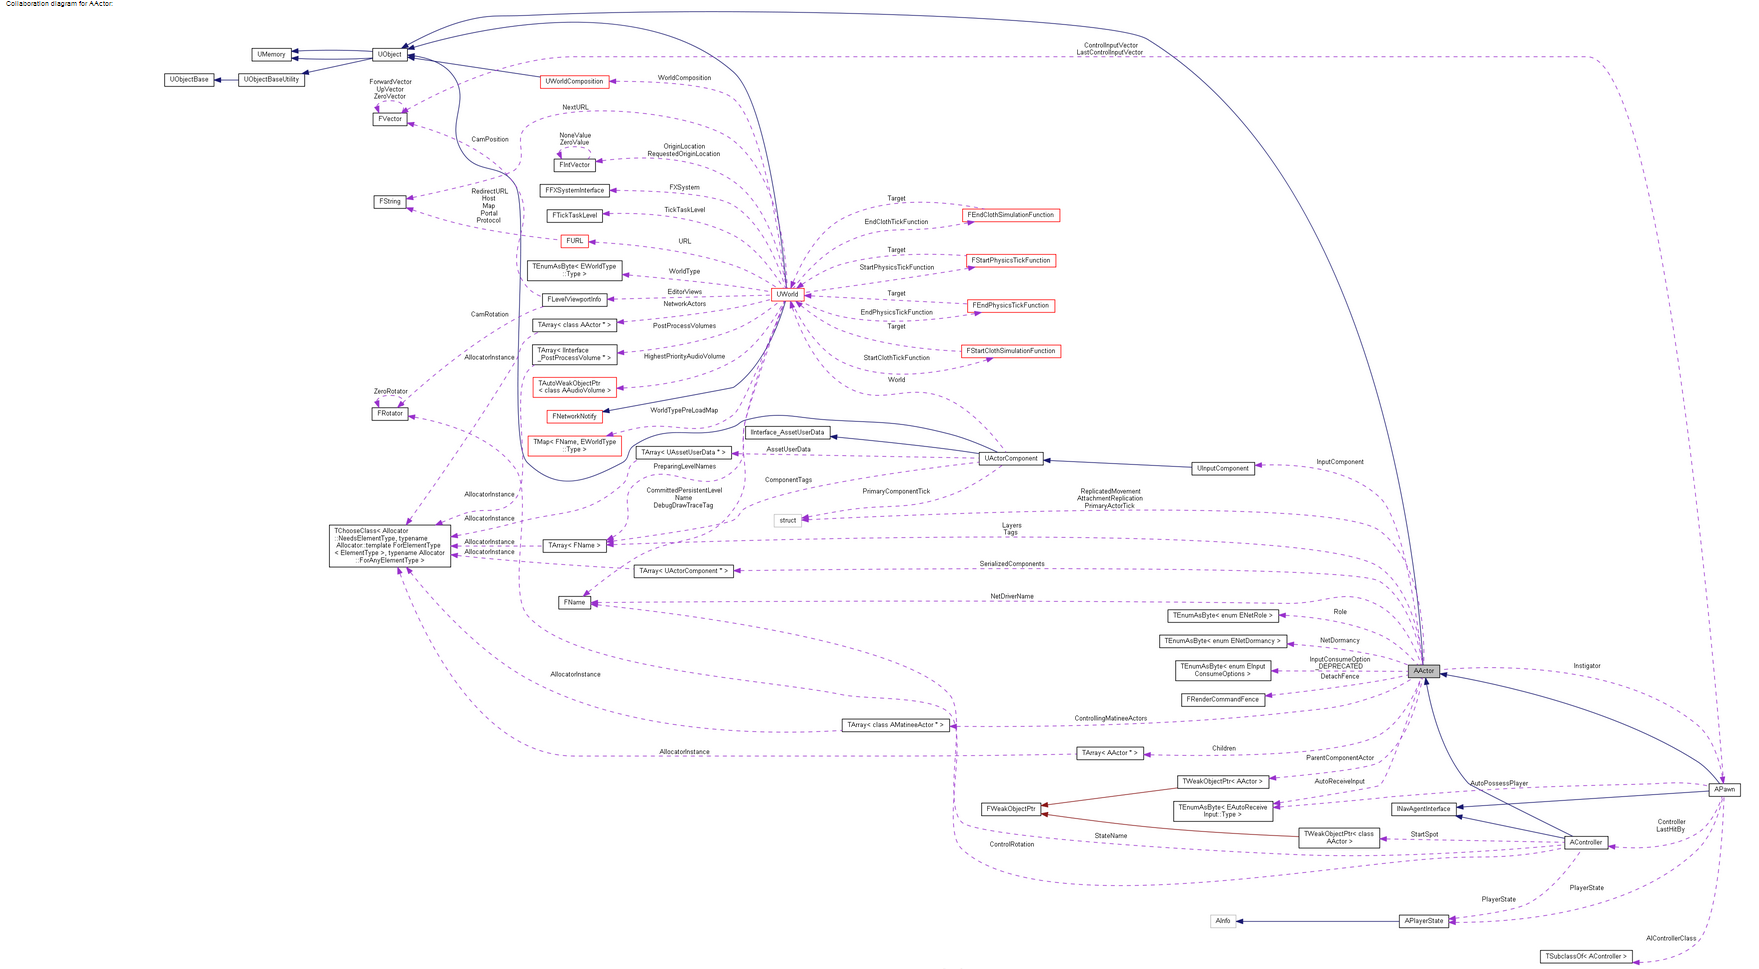 Collaboration diagram for AActor:
ControlInputVector
LastControlInputVector
UMemory
UObject
UObjectBase
UObjectBaseUtility
UWorldComposition
WorldComposition
ForwardVector
UpVector
ZeroVector
FVector
NextURL
CamPosition
NoneValue
ZeroValue
FIntVector
OriginLocation
RequestedOriginLocation
FFXSystemInterface
FXSystem
FString
RedirectURL
Host
Map
Portal
Protocol
FTickTaskLevel
TickTaskLevel
Target
FEndClothSimulationFunction
EndClothTickFunction
FURL
URL
Target
FStartPhysicsTickFunction
StartPhysicsTickFunction
TEnumAsByte< EWorldType
::Type >
WorldType
UWorld
FLevelViewportInfo
EditorViews
NetworkActors
Target
FEndPhysicsTickFunction
EndPhysicsTickFunction
CamRotation
TArray< class AActor * >
PostProcessVolumes
Target
TArray< IInterface
_PostProcessVolume * >
AllocatorInstance
HighestPriorityAudioVolume
FStartClothSimulationFunction
StartClothTickFunction
TAutoWeakObjectPtr
< class AAudioVolume >
World
ZeroRotator
FRotator
FNetworkNotify
WorldTypePreLoadMap
TMap< FName, EWorldType
::Type >
IInterface_AssetUserData
TArray< UAssetUserData * >
AssetUserData
UActorComponent
UInputComponent
InputComponent
PreparingLevelNames
ComponentTags
CommittedPersistentLevel
Name
DebugDrawTraceTag
PrimaryComponentTick
ReplicatedMovement
AttachmentReplication
PrimaryActorTick
AllocatorInstance
struct
AllocatorInstance
TChooseClass< Allocator
::NeedsElementType, typename
Allocator::template ForElementType
< ElementType >, typename Allocator
::ForAnyElementType >
AllocatorInstance
AllocatorInstance
TArray< FName >
Layers
Tags
TArray< UActorComponent * >
SerializedComponents
FName
NetDriverName
TEnumAsByte< enum ENetRole >
Role
TEnumAsByte< enum ENetDormancy >
NetDormancy
TEnumAsByte< enum EInput
ConsumeOptions >
InputConsumeOption
_DEPRECATED
DetachFence
AActor
Instigator
AllocatorInstance
FRenderCommandFence
TArray< class AMatineeActor * >
ControllingMatineeActors
AllocatorInstance
TArray< AActor * >
Children
ParentComponentActor
TWeakObjectPtr< AActor >
AutoReceiveInput
AutoPossessPlayer
APawn
FWeakObjectPtr
TEnumAsByte< EAutoReceive
Input::Type >
INavAgentInterface
Controller
LastHitBy
StateName
TWeakObjectPtr< class
AActor >
StartSpot
ControlRotation
AController
PlayerState
PlayerState
AInfo
APlayerState
AIControllerClass
TSubclassOf< AController >